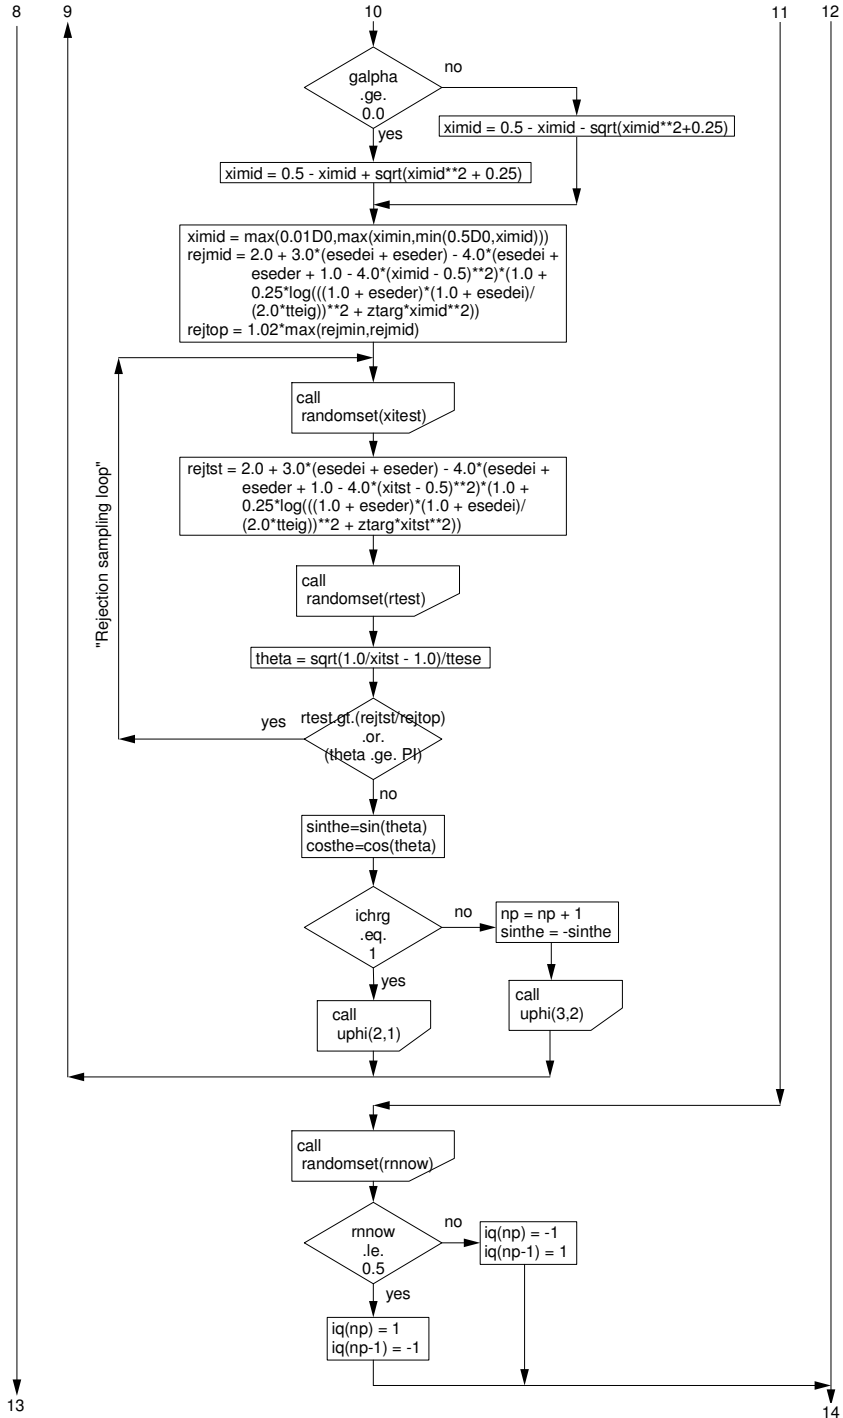 8
9
10
11
12
galpha
.ge.
0.0
no
yes
ximid = 0.5 - ximid - sqrt(ximid**2+0.25)
ximid = 0.5 - ximid + sqrt(ximid**2 + 0.25)
ximid = max(0.01D0,max(ximin,min(0.5D0,ximid)))
rejmid = 2.0 + 3.0*(esedei + eseder) - 4.0*(esedei +
eseder + 1.0 - 4.0*(ximid - 0.5)**2)*(1.0 +
0.25*log(((1.0 + eseder)*(1.0 + esedei)/
(2.0*tteig))**2 + ztarg*ximid**2))
rejtop = 1.02*max(rejmin,rejmid)
call
randomset(xitest)
rejtst = 2.0 + 3.0*(esedei + eseder) - 4.0*(esedei +
eseder + 1.0 - 4.0*(xitst - 0.5)**2)*(1.0 +
0.25*log(((1.0 + eseder)*(1.0 + esedei)/
(2.0*tteig))**2 + ztarg*xitst**2))
"Rejection sampling loop"
call
randomset(rtest)
theta = sqrt(1.0/xitst - 1.0)/ttese
yes
rtest.gt.(rejtst/rejtop)
.or.
(theta .ge. PI)
no
sinthe=sin(theta)
costhe=cos(theta)
ichrg
.eq.
1
no
np = np + 1
sinthe = -sinthe
yes
call
uphi(2,1)
call
uphi(3,2)
call
randomset(rnnow)
rnnow
.le.
0.5
no
iq(np) = -1
iq(np-1) = 1
yes
iq(np) = 1
iq(np-1) = -1
13
14